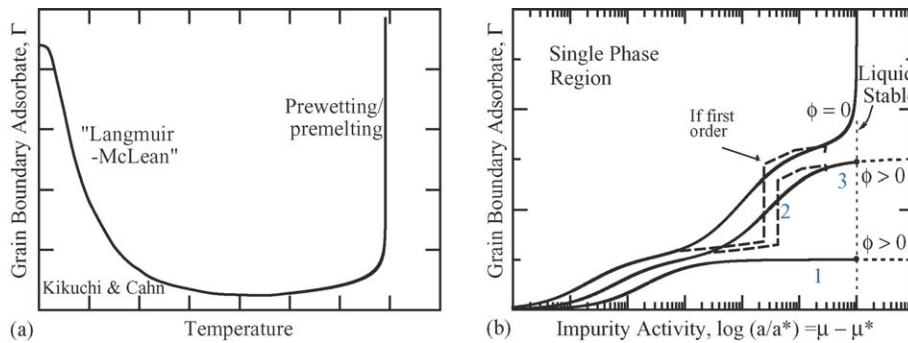 Grain Boundary Adsorbate, Γ
"Langmuir
-McLean"
Prewetting/
premelting
Kikuchi & Cahn
(a)
Temperature
Grain Boundary Adsorbate, Γ
Single Phase
Region
If first
order
ϕ = 0
Liquid
Stable
3
ϕ > 0
2
ϕ > 0
1
(b)
Impurity Activity, log (a/a*) =μ − μ*